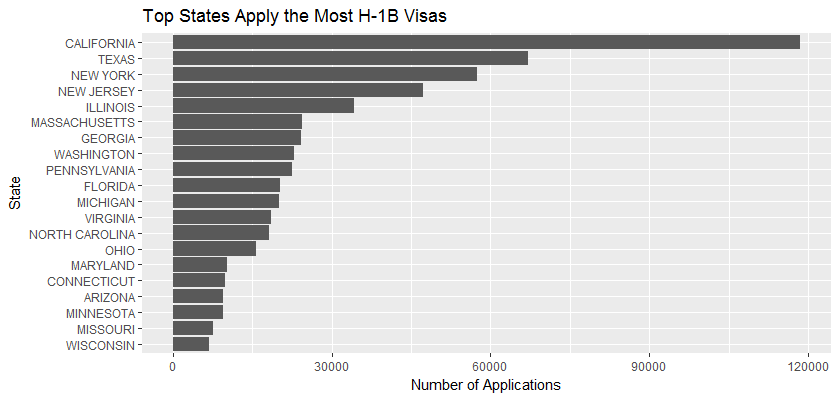 Top States Apply the Most H-1B Visas
CALIFORNIA
TEXAS
NEW YORK
NEW JERSEY
ILLINOIS
MASSACHUSETTS
GEORGIA
WASHINGTON
PENNSYLVANIA
FLORIDA
MICHIGAN
VIRGINIA
NORTH CAROLINA
OHIO
MARYLAND
CONNECTICUT
ARIZONA
MINNESOTA
MISSOURI
WISCONSIN
State
0 30000 60000 90000 120000
Number of Applications